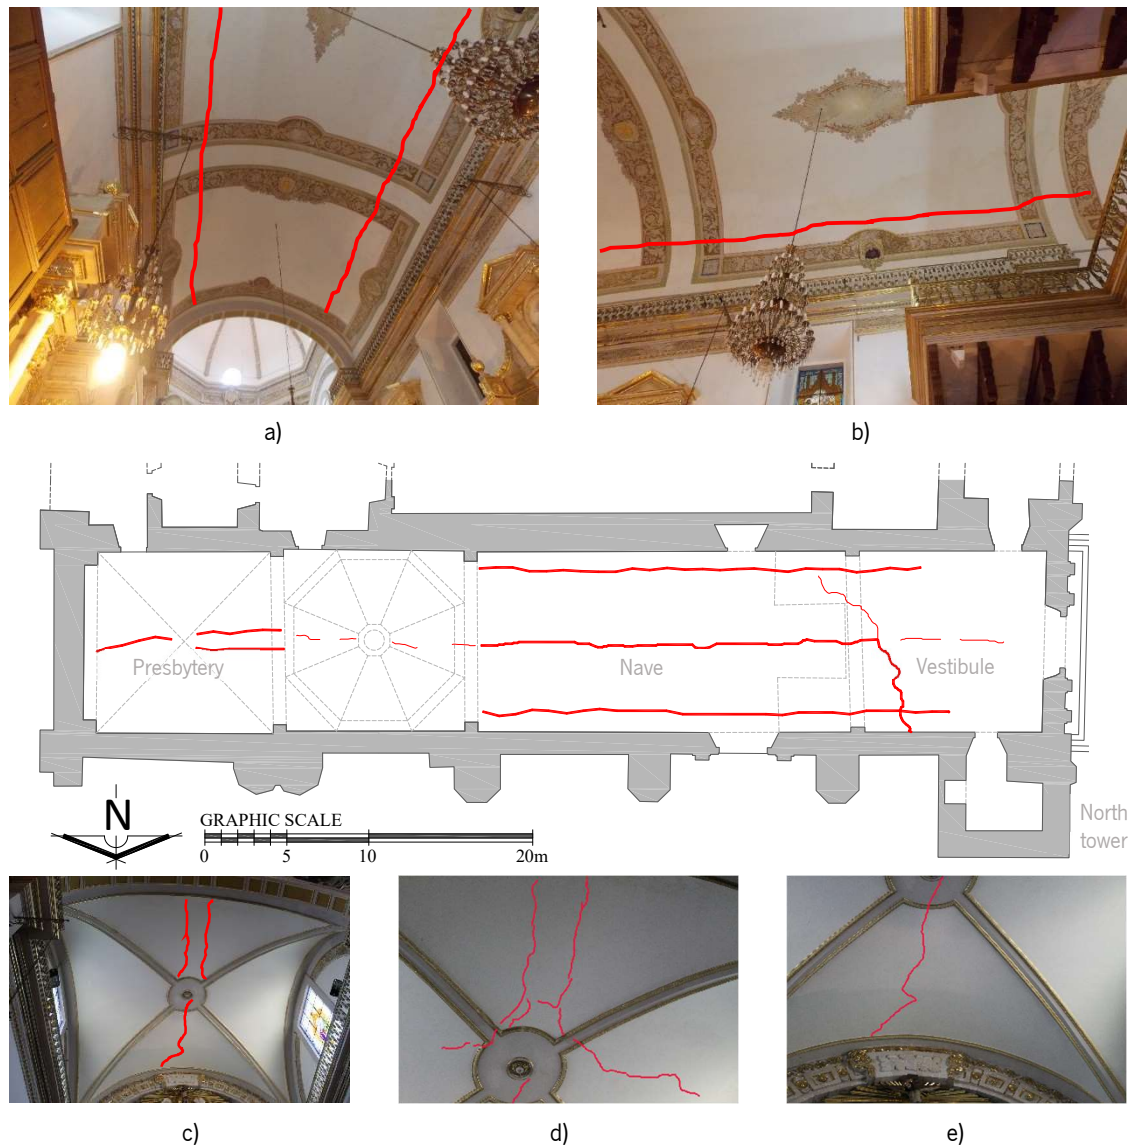 a)
b)
Presbytery
Nave
Vestibule
N
GRAPHIC SCALE
0 5 10 20m
North
tower
c)
d)
e)